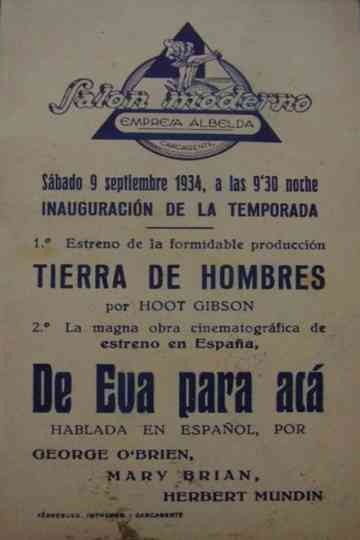 Salon moderno
EMPRESA ALBELDA
CARCAGENTE
Sábado 9 septiembre 1934, a las 9'30 noche
INAUGURACIÓN DE LA TEMPORADA
1.º Estreno de la formidable producción
TIERRA DE HOMBRES
por HOOT GIBSON
2.º La magna obra cinematográfica de
estreno en España,
De Eva para acá
HABLADA EN ESPAÑOL, POR
GEORGE O'BRIEN,
MARY BRIAN,
HERBERT MUNDIN
CARCAGENTE